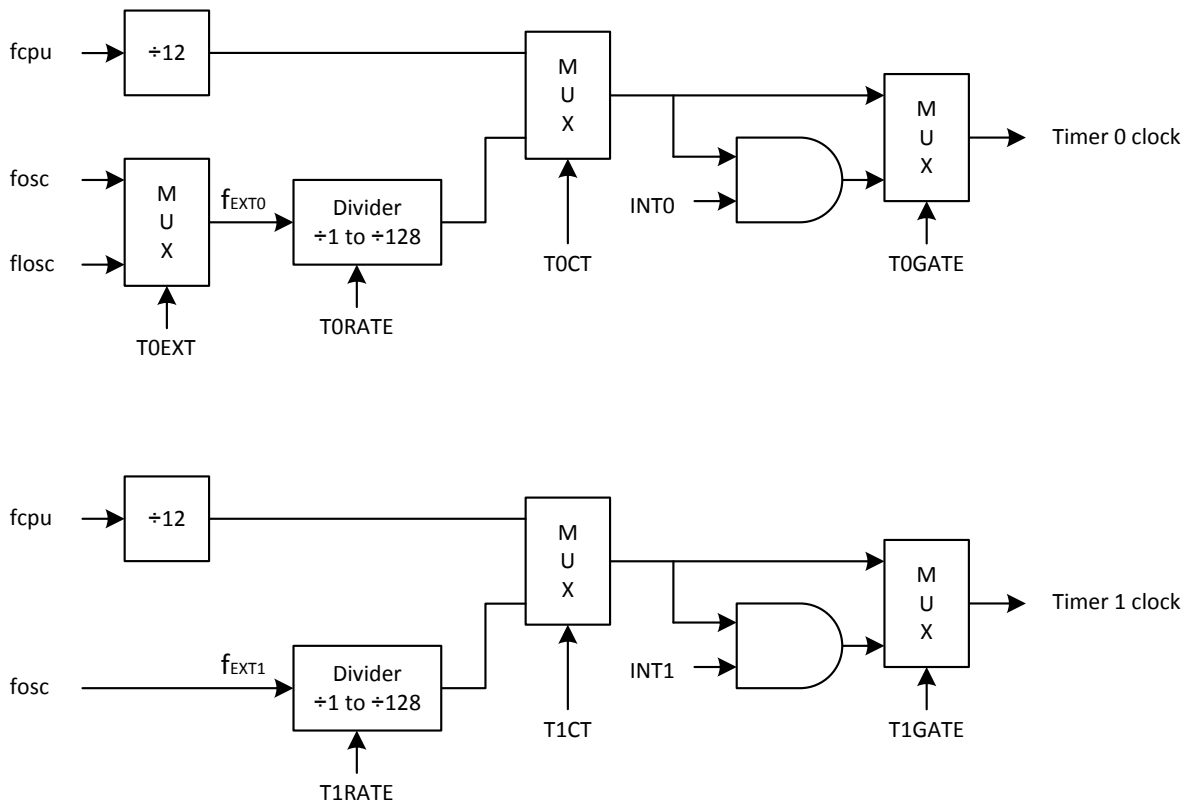 fcpu
÷12
M
U
X
M
U
X
Timer 0 clock
fosc
M
U
X
fEXT0
Divider
÷1 to ÷128
INT0
flosc
T0CT
T0GATE
T0RATE
T0EXT
fcpu
÷12
M
U
X
M
U
X
Timer 1 clock
fosc
fEXT1
Divider
÷1 to ÷128
INT1
T1CT
T1GATE
T1RATE